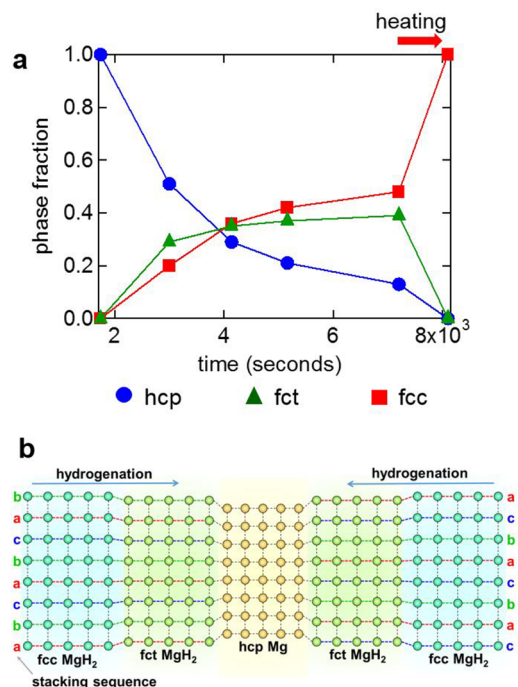 heating
a
1.0
0.8
0.6
0.4
0.2
0.0
phase fraction
2 4 6 8x10³
time (seconds)
hcp fct fcc
b
hydrogenation hydrogenation
b a
a c
c b
b a
a c
c b
b a
a c
fcc MgH₂ fct MgH₂ hcp Mg fct MgH₂ fcc MgH₂
stacking sequence